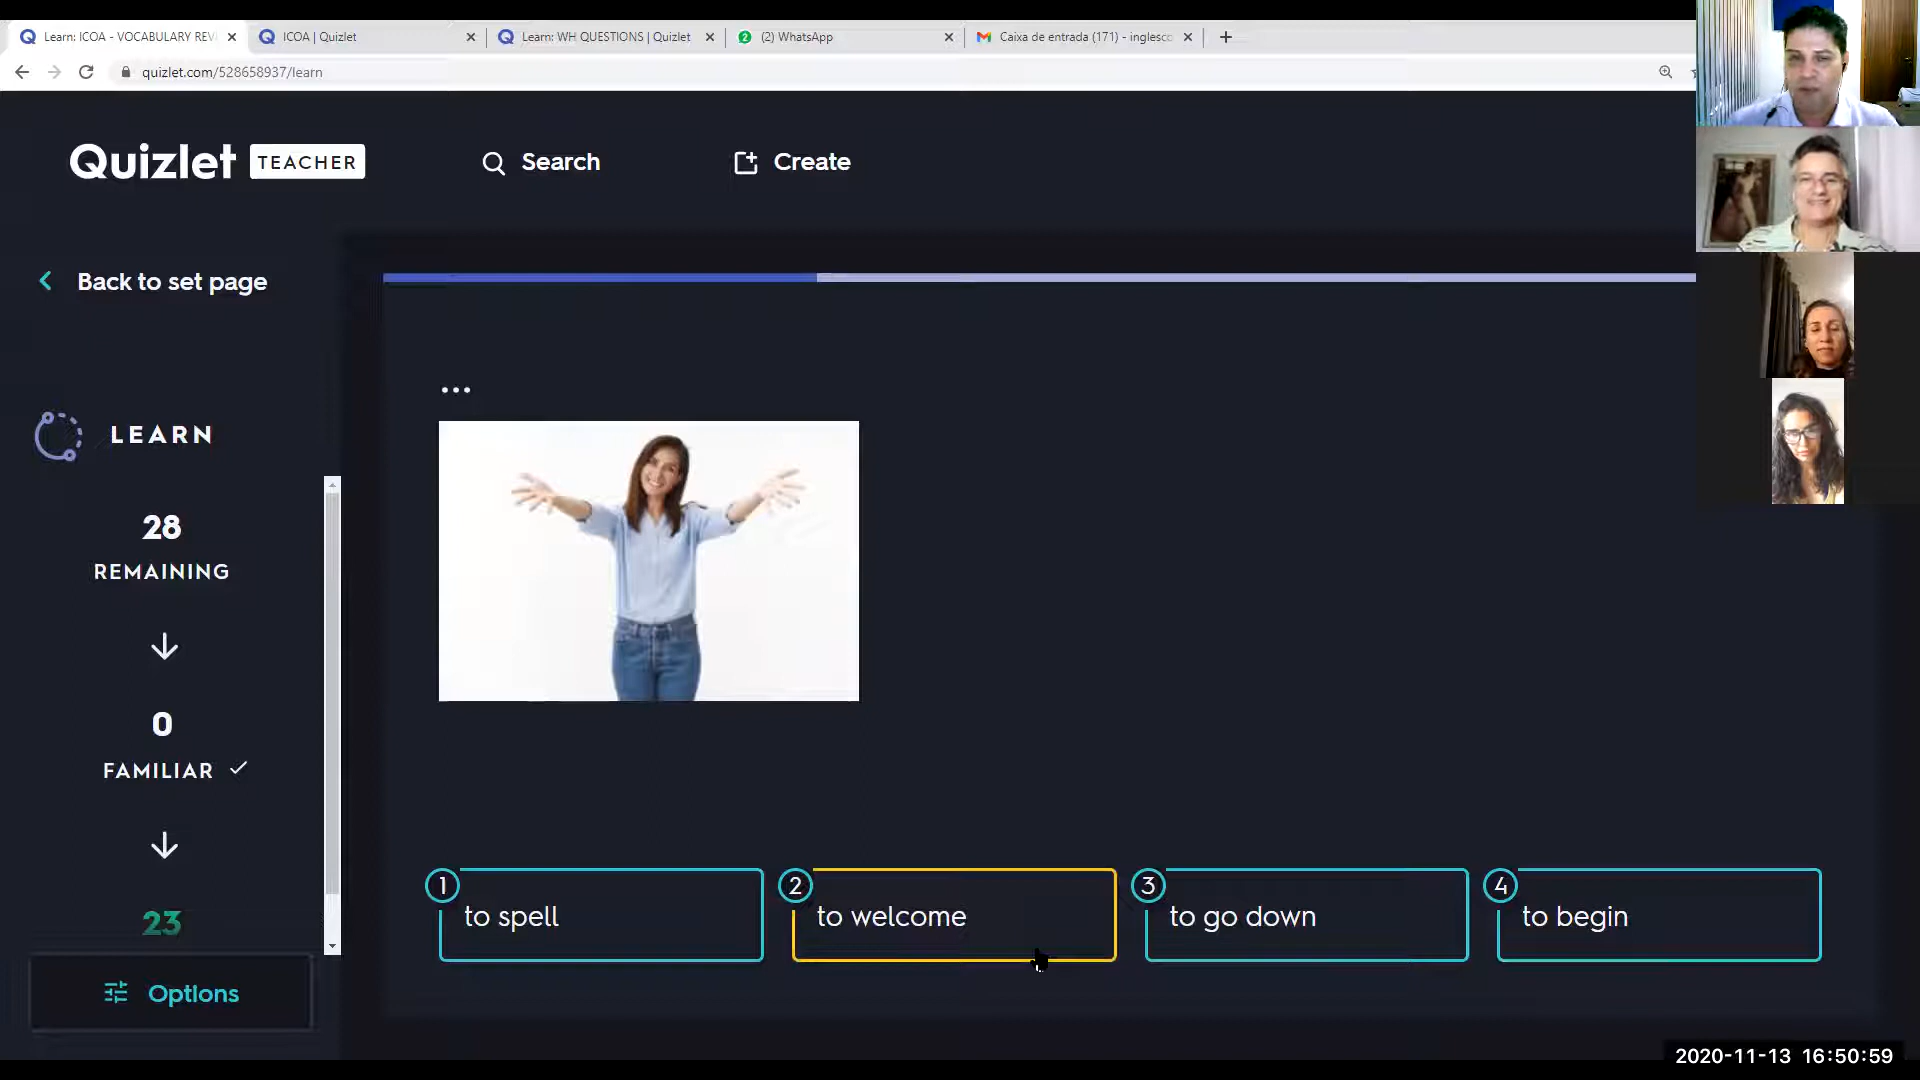 Learn: ICOA - VOCABULARY REV
ICOA | Quizlet
Learn: WH QUESTIONS | Quizlet
(2) WhatsApp
Caixa de entrada (171) - inglesco
quizlet.com/528658937/learn
Quizlet TEACHER
Search
Create
Back to set page
LEARN
28
REMAINING
0
FAMILIAR
23
Options
...
1 to spell
2 to welcome
3 to go down
4 to begin
2020-11-13 16:50:59